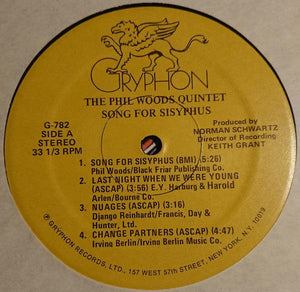 GRYPHON
THE PHIL WOODS QUINTET
SONG FOR SISYPHUS
G-782
SIDE A
STEREO
33 1/3 RPM
Produced by
NORMAN SCHWARTZ
Director of Recording
KEITH GRANT
1. SONG FOR SISYPHUS (BMI) (5:26)
Phil Woods/Black Friar Publishing Co.
2. LAST NIGHT WHEN WE WERE YOUNG
(ASCAP) (3:56) E.Y. Harburg & Harold
Arlen/Bourne Co.
3. NUAGES (ASCAP) (3:16)
Django Reinhardt/Francis, Day &
Hunter, Ltd.
4. CHANGE PARTNERS (ASCAP) (4:47)
Irving Berlin/Irving Berlin Music Co.
℗ GRYPHON RECORDS, LTD., 157 WEST 57th STREET, NEW YORK, N.Y. 10019